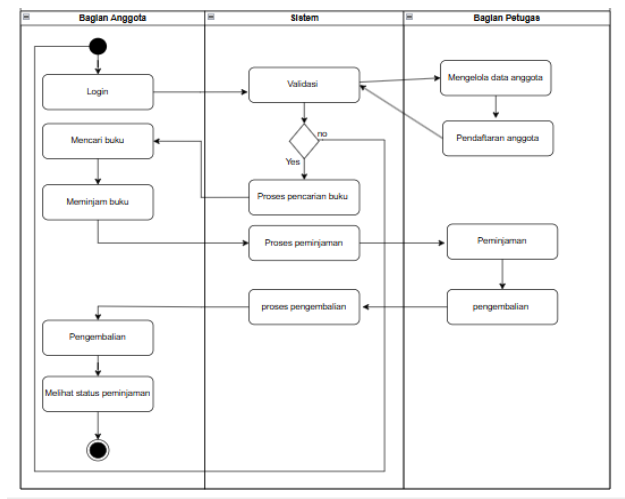 Bagian Anggota
Sistem
Bagian Petugas
Login
Validasi
Mengelola data anggota
Mencari buku
no
Pendaftaran anggota
Yes
Meminjam buku
Proses pencarian buku
Proses peminjaman
Peminjaman
proses pengembalian
pengembalian
Pengembalian
Melihat status peminjaman